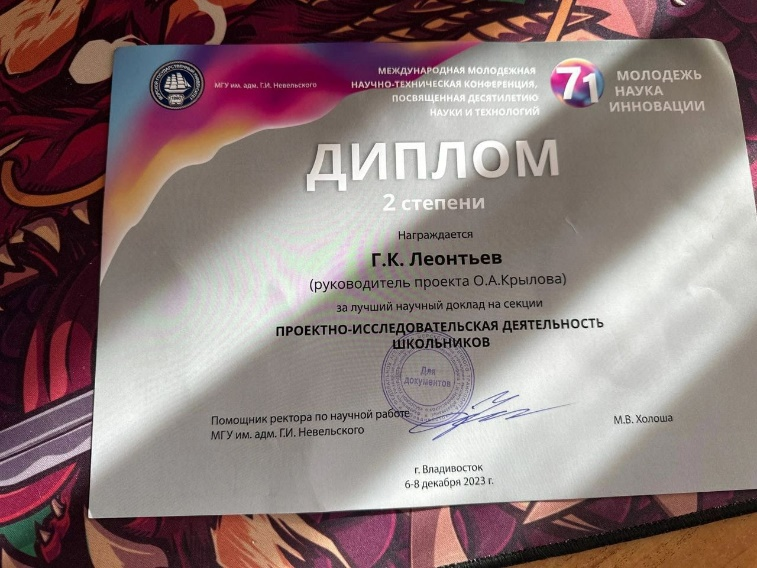 МГУ им. адм. Г.И. Невельского
МЕЖДУНАРОДНАЯ МОЛОДЕЖНАЯ
НАУЧНО-ТЕХНИЧЕСКАЯ КОНФЕРЕНЦИЯ,
ПОСВЯЩЕННАЯ ДЕСЯТИЛЕТИЮ
НАУКИ И ТЕХНОЛОГИЙ
71
МОЛОДЕЖЬ
НАУКА
ИННОВАЦИИ
ДИПЛОМ
2 степени
Награждается
Г.К. Леонтьев
(руководитель проекта О.А.Крылова)
за лучший научный доклад на секции
ПРОЕКТНО-ИССЛЕДОВАТЕЛЬСКАЯ ДЕЯТЕЛЬНОСТЬ
ШКОЛЬНИКОВ
Для
документов
Помощник ректора по научной работе
МГУ им. адм. Г.И. Невельского
М.В. Холоша
г. Владивосток
6-8 декабря 2023 г.